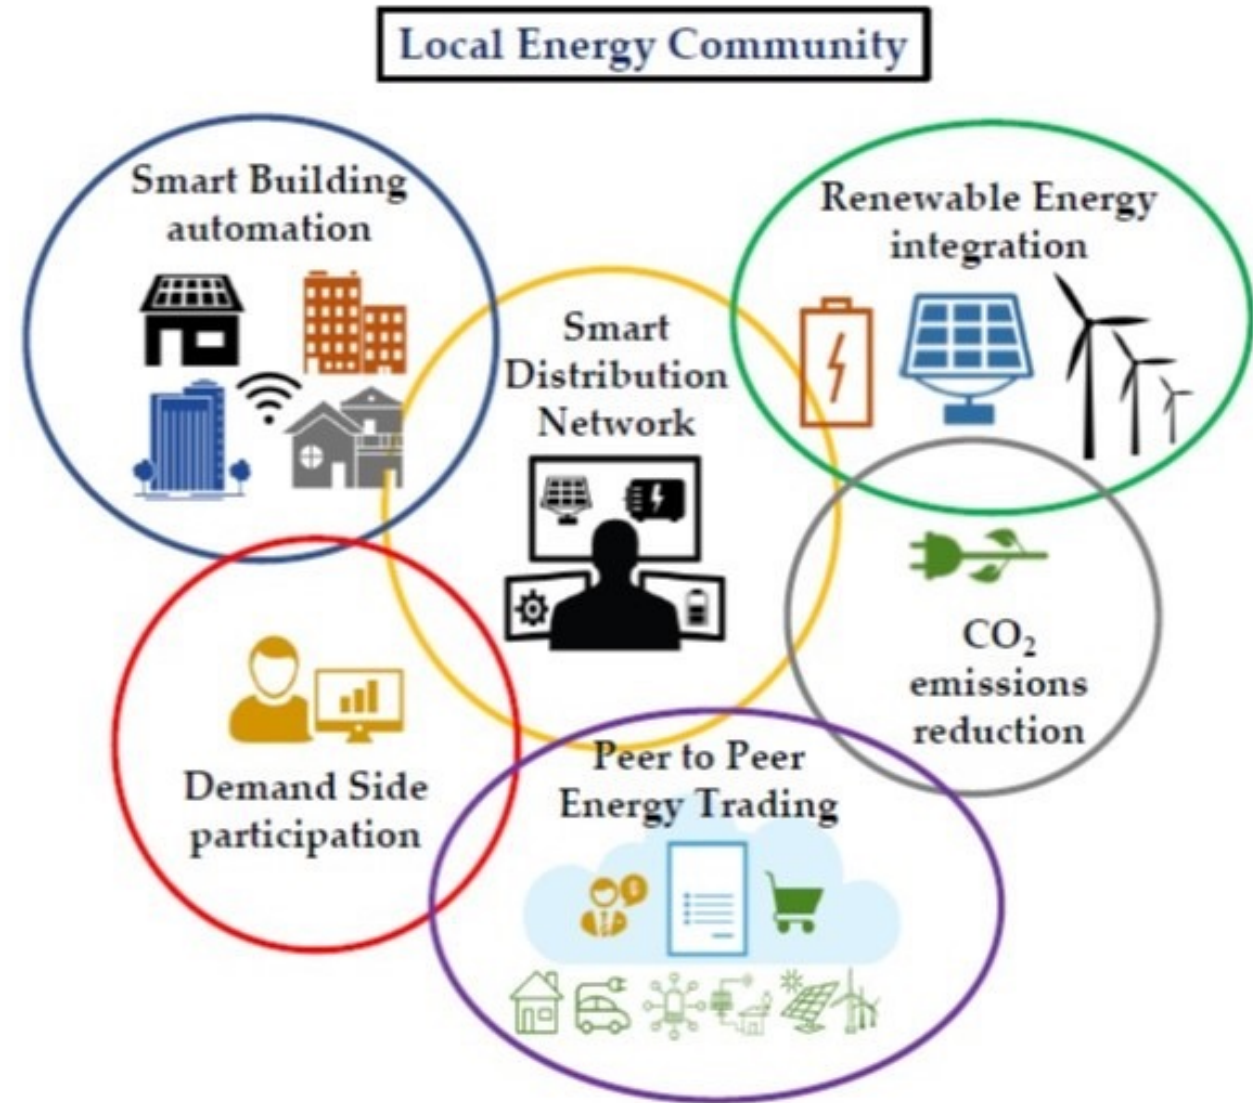 Local Energy Community
Smart Building
automation
Renewable Energy
integration
Smart
Distribution
Network
CO₂
emissions
reduction
Demand Side
participation
Peer to Peer
Energy Trading